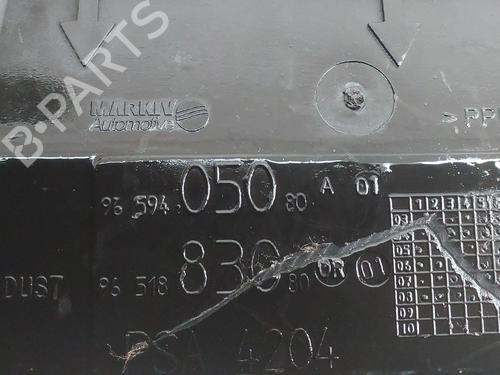 B-PARTS
MARKIV
Automotive
>PP
96 594 050 80 A 01
1 2 3 4 5 6
DUST 96 518 830 80 OR 01
03
04
05
06
07
08
09
10
PSA 4204